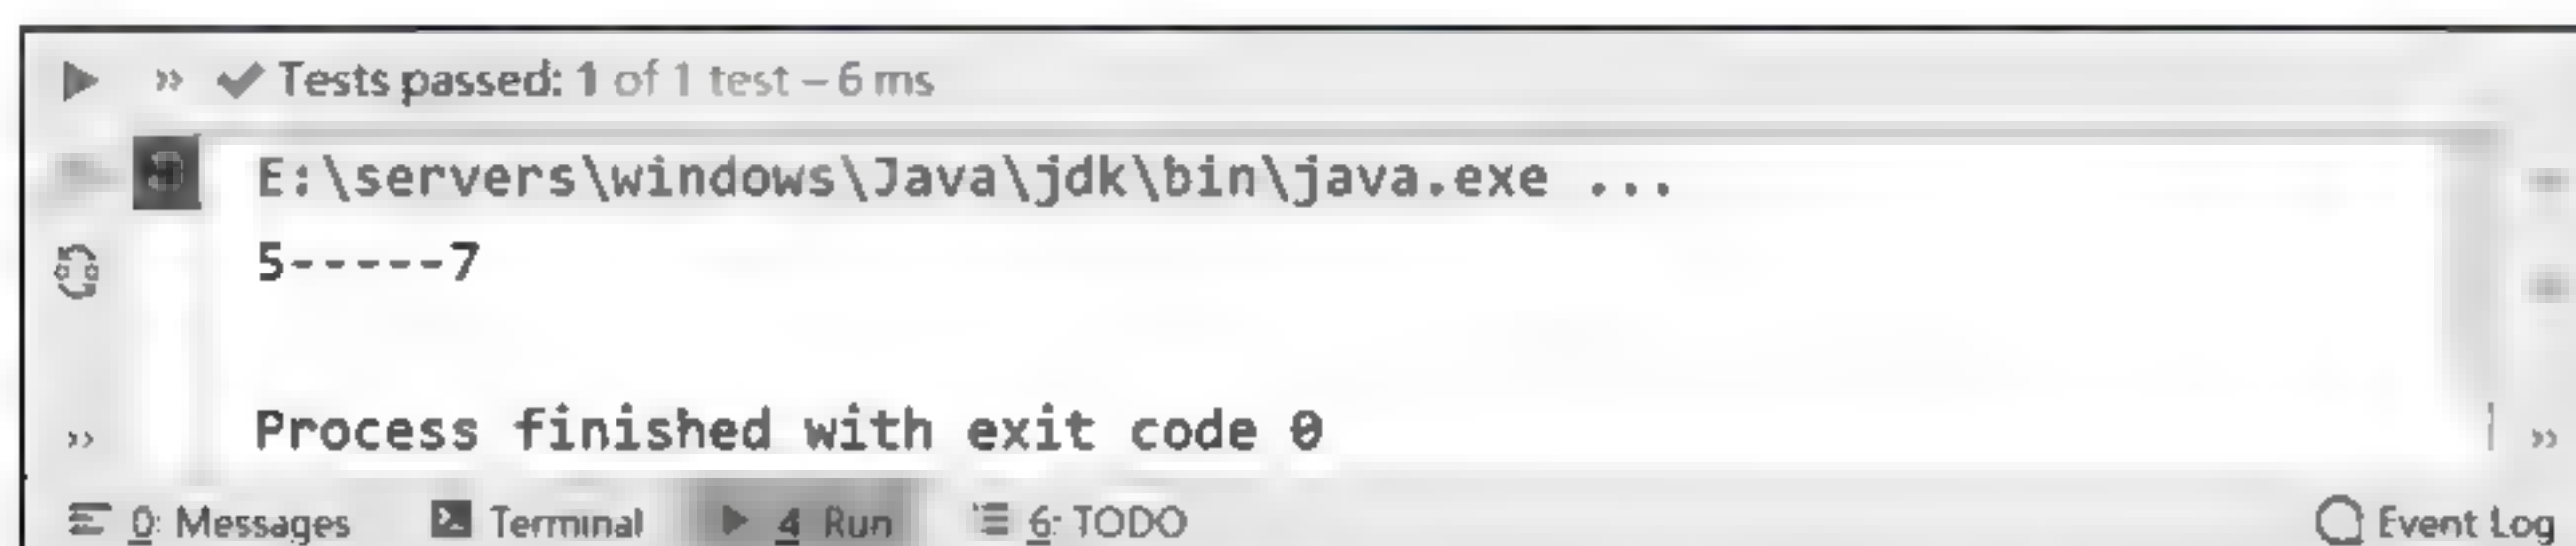 » ✔ Tests passed: 1 of 1 test – 6 ms
E:\servers\windows\Java\jdk\bin\java.exe ...
5-----7
Process finished with exit code 0
0: Messages Terminal 4 Run 6: TODO Event Log